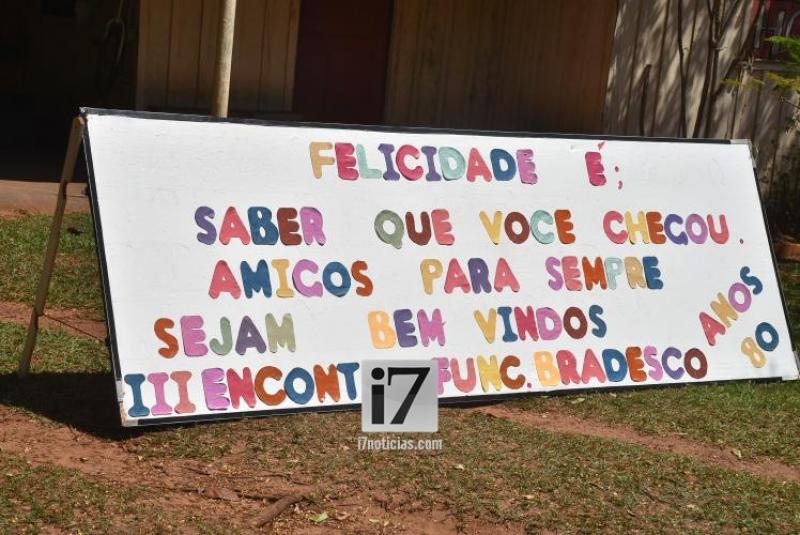 FELICIDADE É;
SABER QUE VOCE CHEGOU.
AMIGOS PARA SEMPRE
SEJAM BEM VINDOS
III ENCONT FUNC. BRADESCO
ANOS
80
i7
i7noticias.com